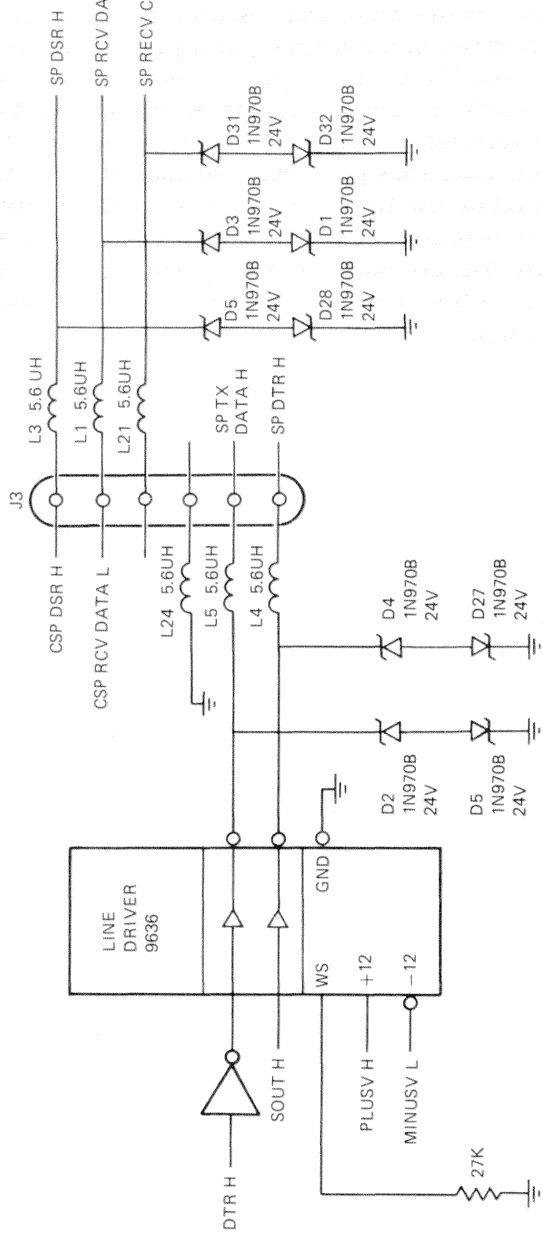 J3
CSP DSR H
L3 5.6 UH
SP DSR H
CSP RCV DATA L
L1 5.6UH
SP RCV DA
L21 5.6UH
SP RECV C
L24 5.6UH
L5 5.6UH
SP TX
DATA H
L4 5.6UH
SP DTR H
D5
1N970B
24V
D3
1N970B
24V
D31
1N970B
24V
D28
1N970B
24V
D1
1N970B
24V
D32
1N970B
24V
LINE
DRIVER
9636
DTR H
SOUT H
WS
GND
+12
-12
PLUSV H
MINUSV L
27K
D2
1N970B
24V
D4
1N970B
24V
D5
1N970B
24V
D27
1N970B
24V